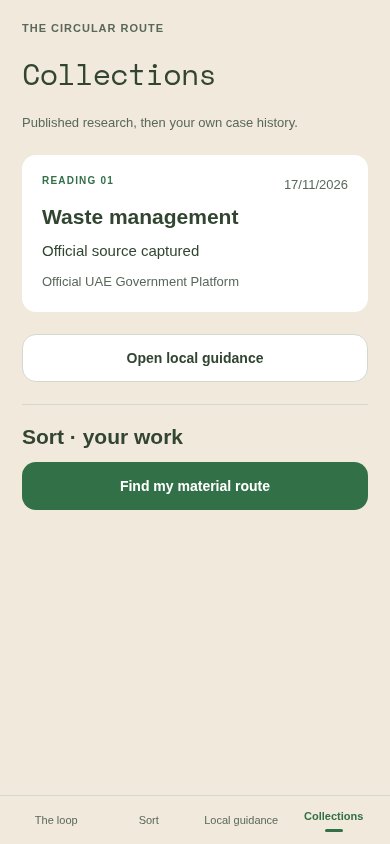 THE CIRCULAR ROUTE
Collections
Published research, then your own case history.
READING 01
17/11/2026
Waste management
Official source captured
Official UAE Government Platform
Open local guidance
Sort · your work
Find my material route
The loop
Sort
Local guidance
Collections